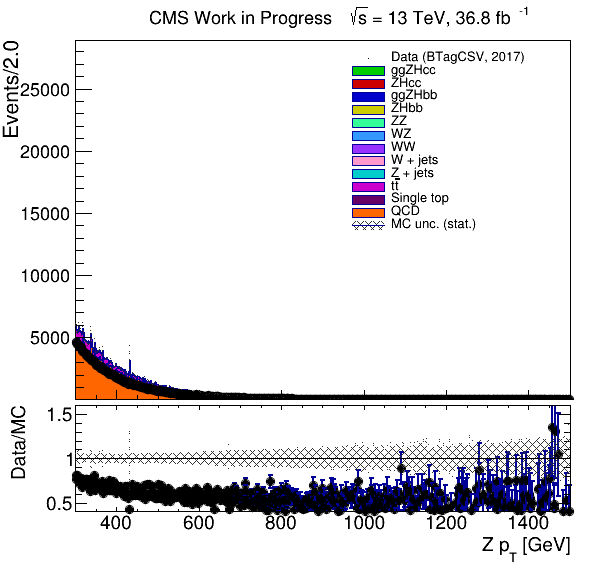 CMS Work in Progress √s = 13 TeV, 36.8 fb -1
Events/2.0
25000
20000
15000
10000
5000
Data (BTagCSV, 2017)
ggZHcc
ZHcc
ggZHbb
ZHbb
ZZ
WZ
WW
W + jets
Z + jets
tt̅
Single top
QCD
MC unc. (stat.)
Data/MC
1.5
1
0.5
400 600 800 1000 1200 1400
Z pT [GeV]